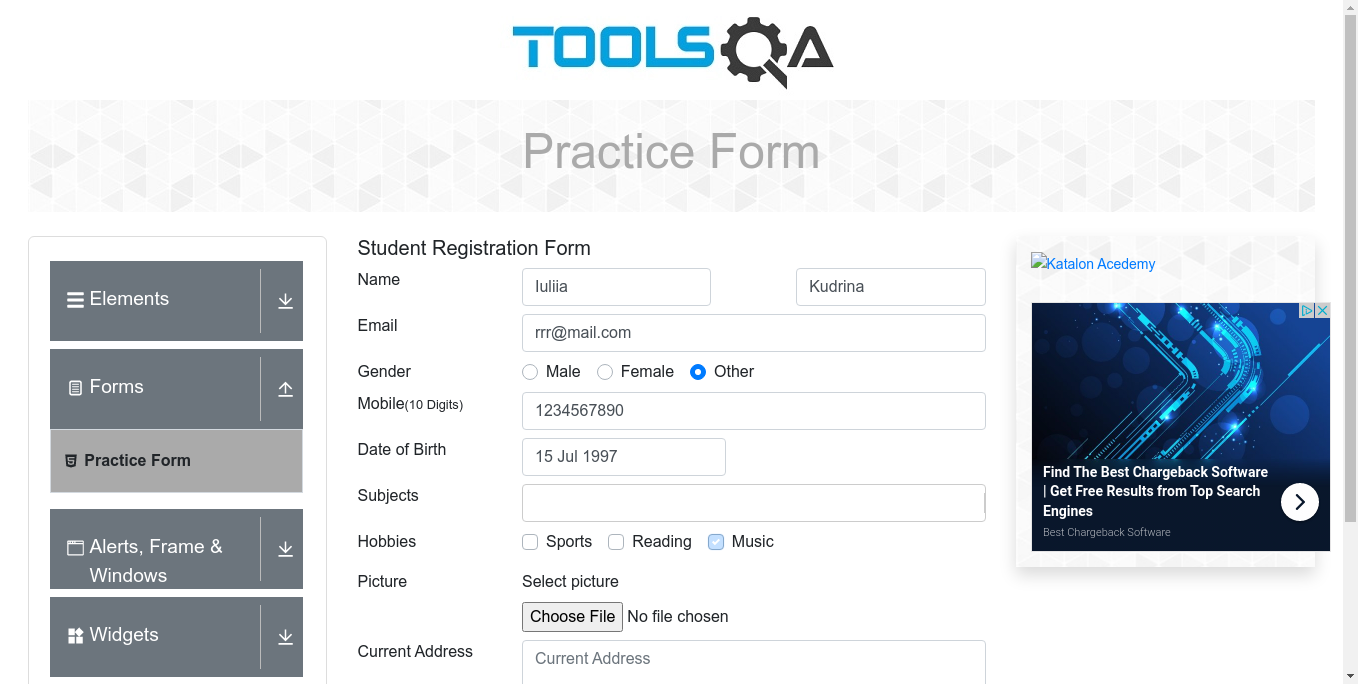 TOOLSQA
Practice Form
Elements
Forms
Practice Form
Alerts, Frame &
Windows
Widgets
Student Registration Form
Name Iuliia Kudrina
Email rrr@mail.com
Gender Male Female Other
Mobile(10 Digits) 1234567890
Date of Birth 15 Jul 1997
Subjects
Hobbies Sports Reading Music
Picture Select picture
Choose File No file chosen
Current Address Current Address
Katalon Acedemy
Find The Best Chargeback Software
| Get Free Results from Top Search
Engines
Best Chargeback Software